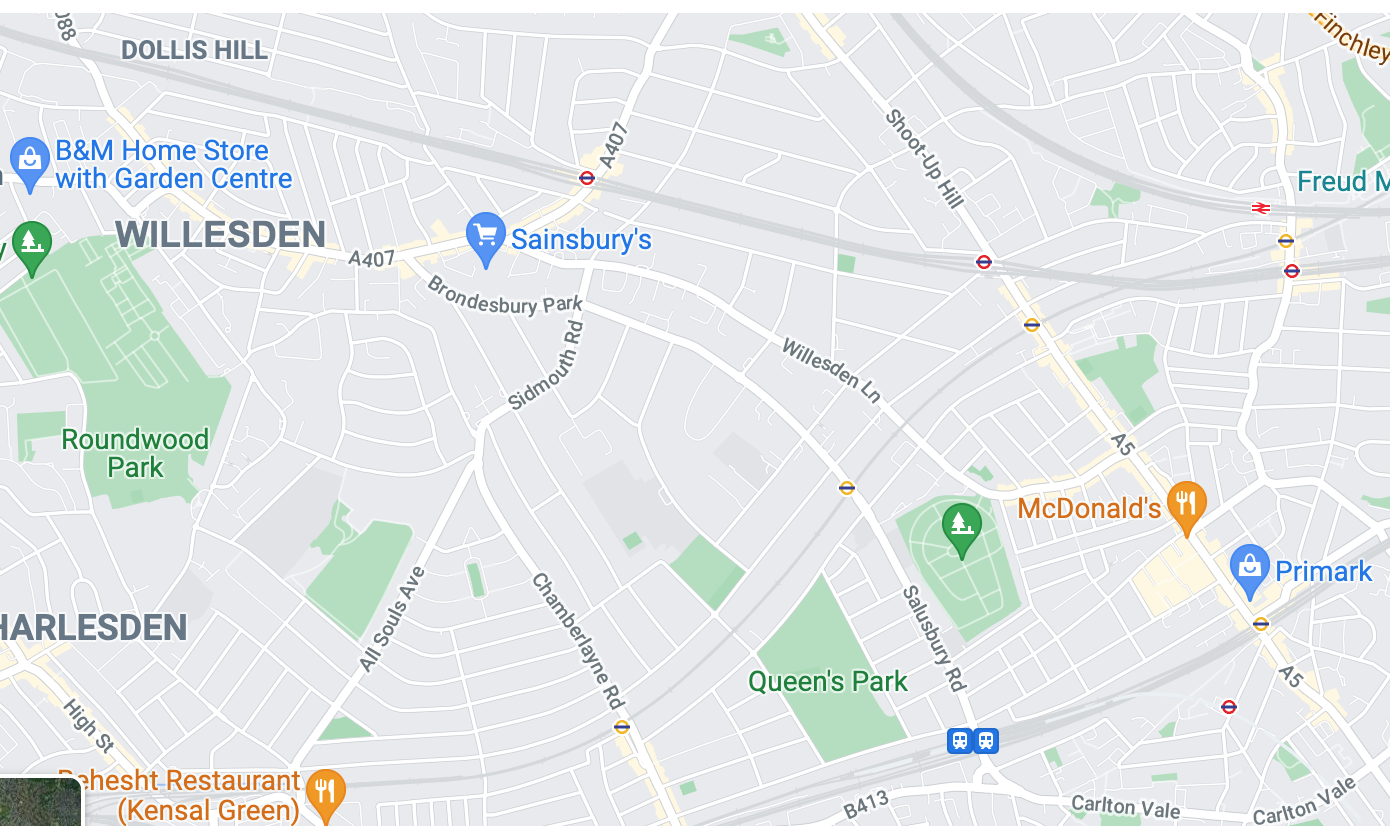 088
DOLLIS HILL
Finchley
A407
Shoot-Up Hill
B&M Home Store
with Garden Centre
Freud M
WILLESDEN
Sainsbury's
A407
y
Brondesbury Park
Sidmouth Rd
Willesden Ln
Roundwood
Park
A5
McDonald's
Primark
Chamberlayne Rd
All Souls Ave
Salusbury Rd
HARLESDEN
Queen's Park
A5
High St
Behesht Restaurant
(Kensal Green)
B413
Carlton Vale
Carlton Vale